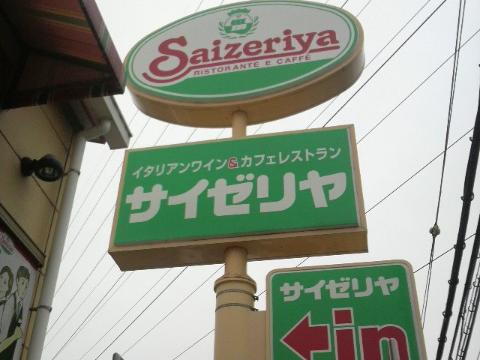 Saizeriya
RISTORANTE E CAFFÈ
イタリアンワイン&カフェレストラン
サイゼリヤ
サイゼリヤ
←in